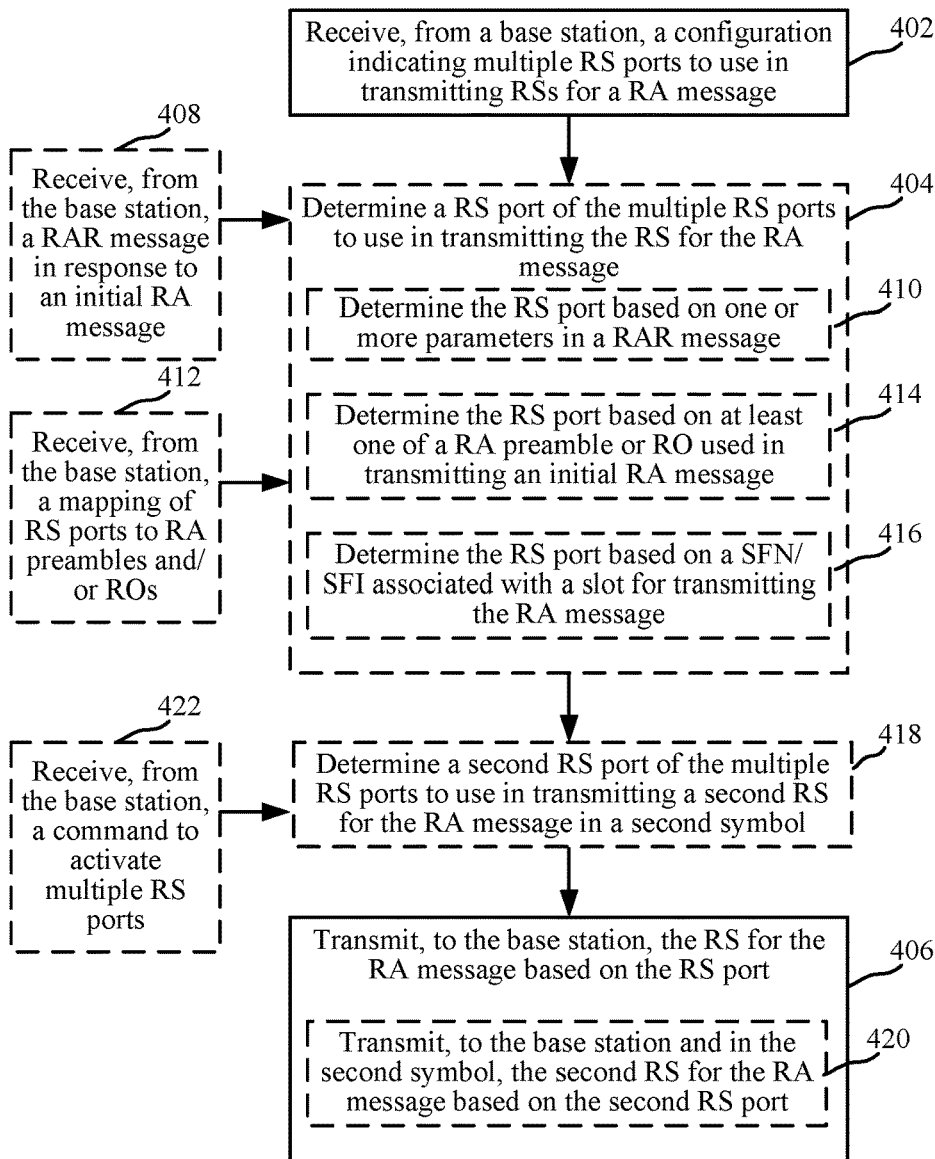 Receive, from a base station, a configuration
indicating multiple RS ports to use in
transmitting RSs for a RA message
402
408
Receive, from
the base station,
a RAR message
in response to
an initial RA
message
Determine a RS port of the multiple RS ports
to use in transmitting the RS for the RA
message
404
Determine the RS port based on one or
more parameters in a RAR message
410
412
Receive, from
the base station,
a mapping of
RS ports to RA
preambles and/
or ROs
Determine the RS port based on at least
one of a RA preamble or RO used in
transmitting an initial RA message
414
Determine the RS port based on a SFN/
SFI associated with a slot for transmitting
the RA message
416
422
Receive, from
the base station,
a command to
activate
multiple RS
ports
Determine a second RS port of the multiple
RS ports to use in transmitting a second RS
for the RA message in a second symbol
418
Transmit, to the base station, the RS for the
RA message based on the RS port
406
Transmit, to the base station and in the
second symbol, the second RS for the RA
message based on the second RS port
420